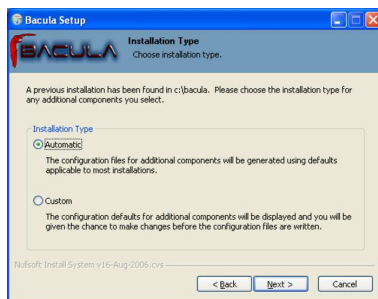 Bacula Setup
BACULA
Installation Type
Choose installation type.
A previous installation has been found in c:\bacula. Please choose the installation type for
any additional components you select.
Installation Type
Automatic
The configuration files for additional components will be generated using defaults
applicable to most installations.
Custom
The configuration defaults for additional components will be displayed and you will be
given the chance to make changes before the configuration files are written.
Nullsoft Install System v16-Aug-2006.cvs
< Back
Next >
Cancel